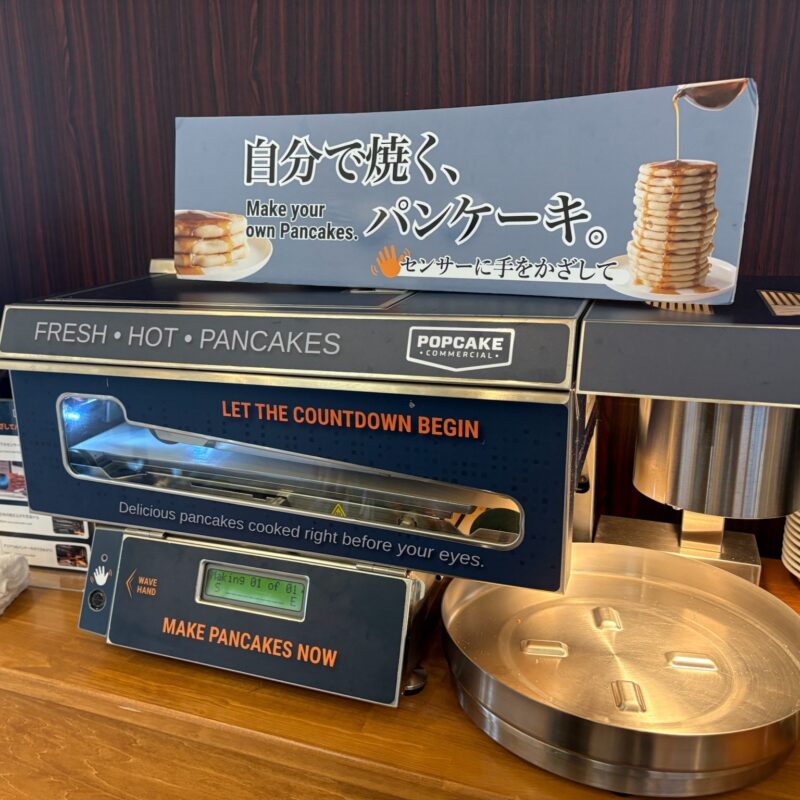 自分で焼く、
Make your
own Pancakes.
パンケーキ。
センサーに手をかざして
FRESH • HOT • PANCAKES
POPCAKE
• COMMERCIAL •
LET THE COUNTDOWN BEGIN
Delicious pancakes cooked right before your eyes.
WAVE
HAND
Making 01 of 01
S E
MAKE PANCAKES NOW